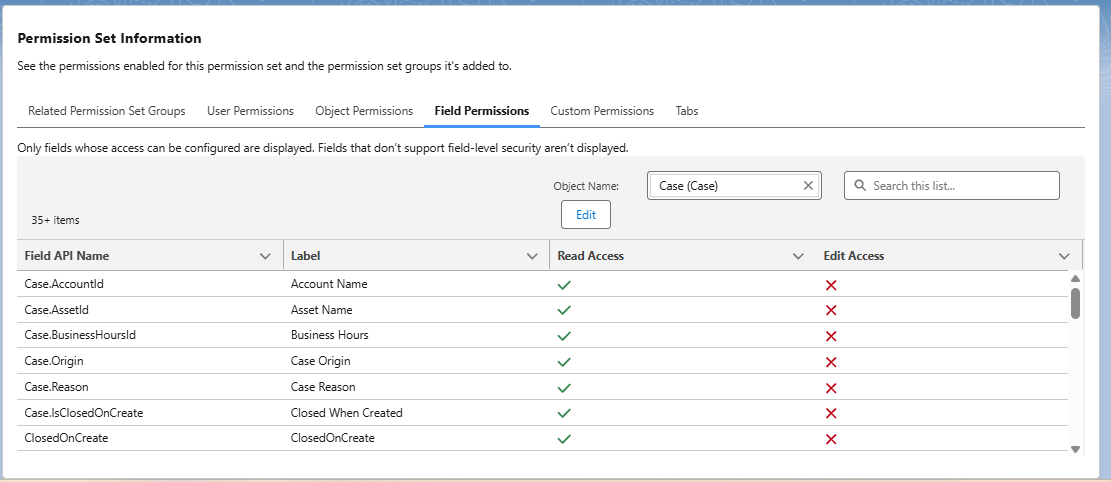 Permission Set Information
See the permissions enabled for this permission set and the permission set groups it's added to.
Related Permission Set Groups User Permissions Object Permissions Field Permissions Custom Permissions Tabs
Only fields whose access can be configured are displayed. Fields that don't support field-level security aren't displayed.
Object Name: Case (Case) Search this list...
35+ items Edit
Field API Name Label Read Access Edit Access
Case.AccountId Account Name
Case.AssetId Asset Name
Case.BusinessHoursId Business Hours
Case.Origin Case Origin
Case.Reason Case Reason
Case.IsClosedOnCreate Closed When Created
ClosedOnCreate ClosedOnCreate